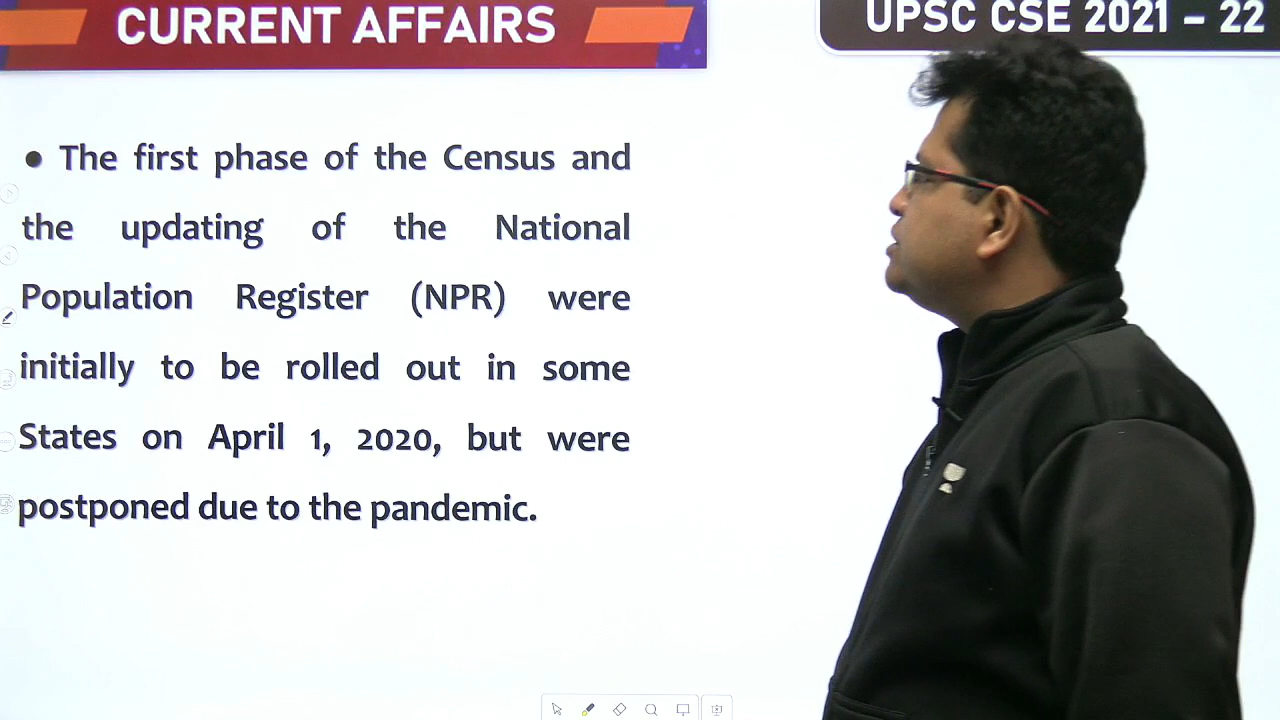 CURRENT AFFAIRS
UPSC CSE 2021 – 22
● The first phase of the Census and
the updating of the National
Population Register (NPR) were
initially to be rolled out in some
States on April 1, 2020, but were
postponed due to the pandemic.